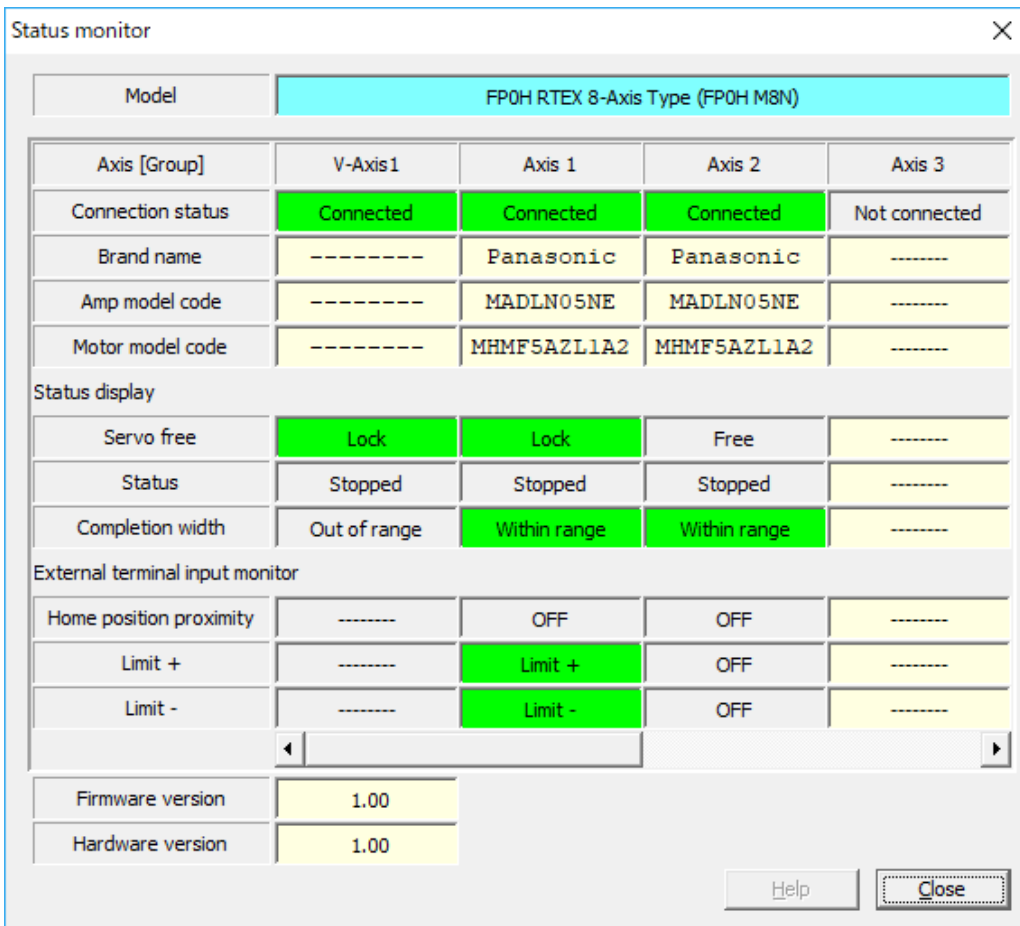 Status monitor
Model FP0H RTEX 8-Axis Type (FP0H M8N)
Axis [Group] V-Axis1 Axis 1 Axis 2 Axis 3
Connection status Connected Connected Connected Not connected
Brand name -------- Panasonic Panasonic --------
Amp model code -------- MADLN05NE MADLN05NE --------
Motor model code -------- MHMF5AZL1A2 MHMF5AZL1A2 --------
Status display
Servo free Lock Lock Free --------
Status Stopped Stopped Stopped --------
Completion width Out of range Within range Within range --------
External terminal input monitor
Home position proximity -------- OFF OFF --------
Limit + -------- Limit + OFF --------
Limit - -------- Limit - OFF --------
Firmware version 1.00
Hardware version 1.00
Help Close